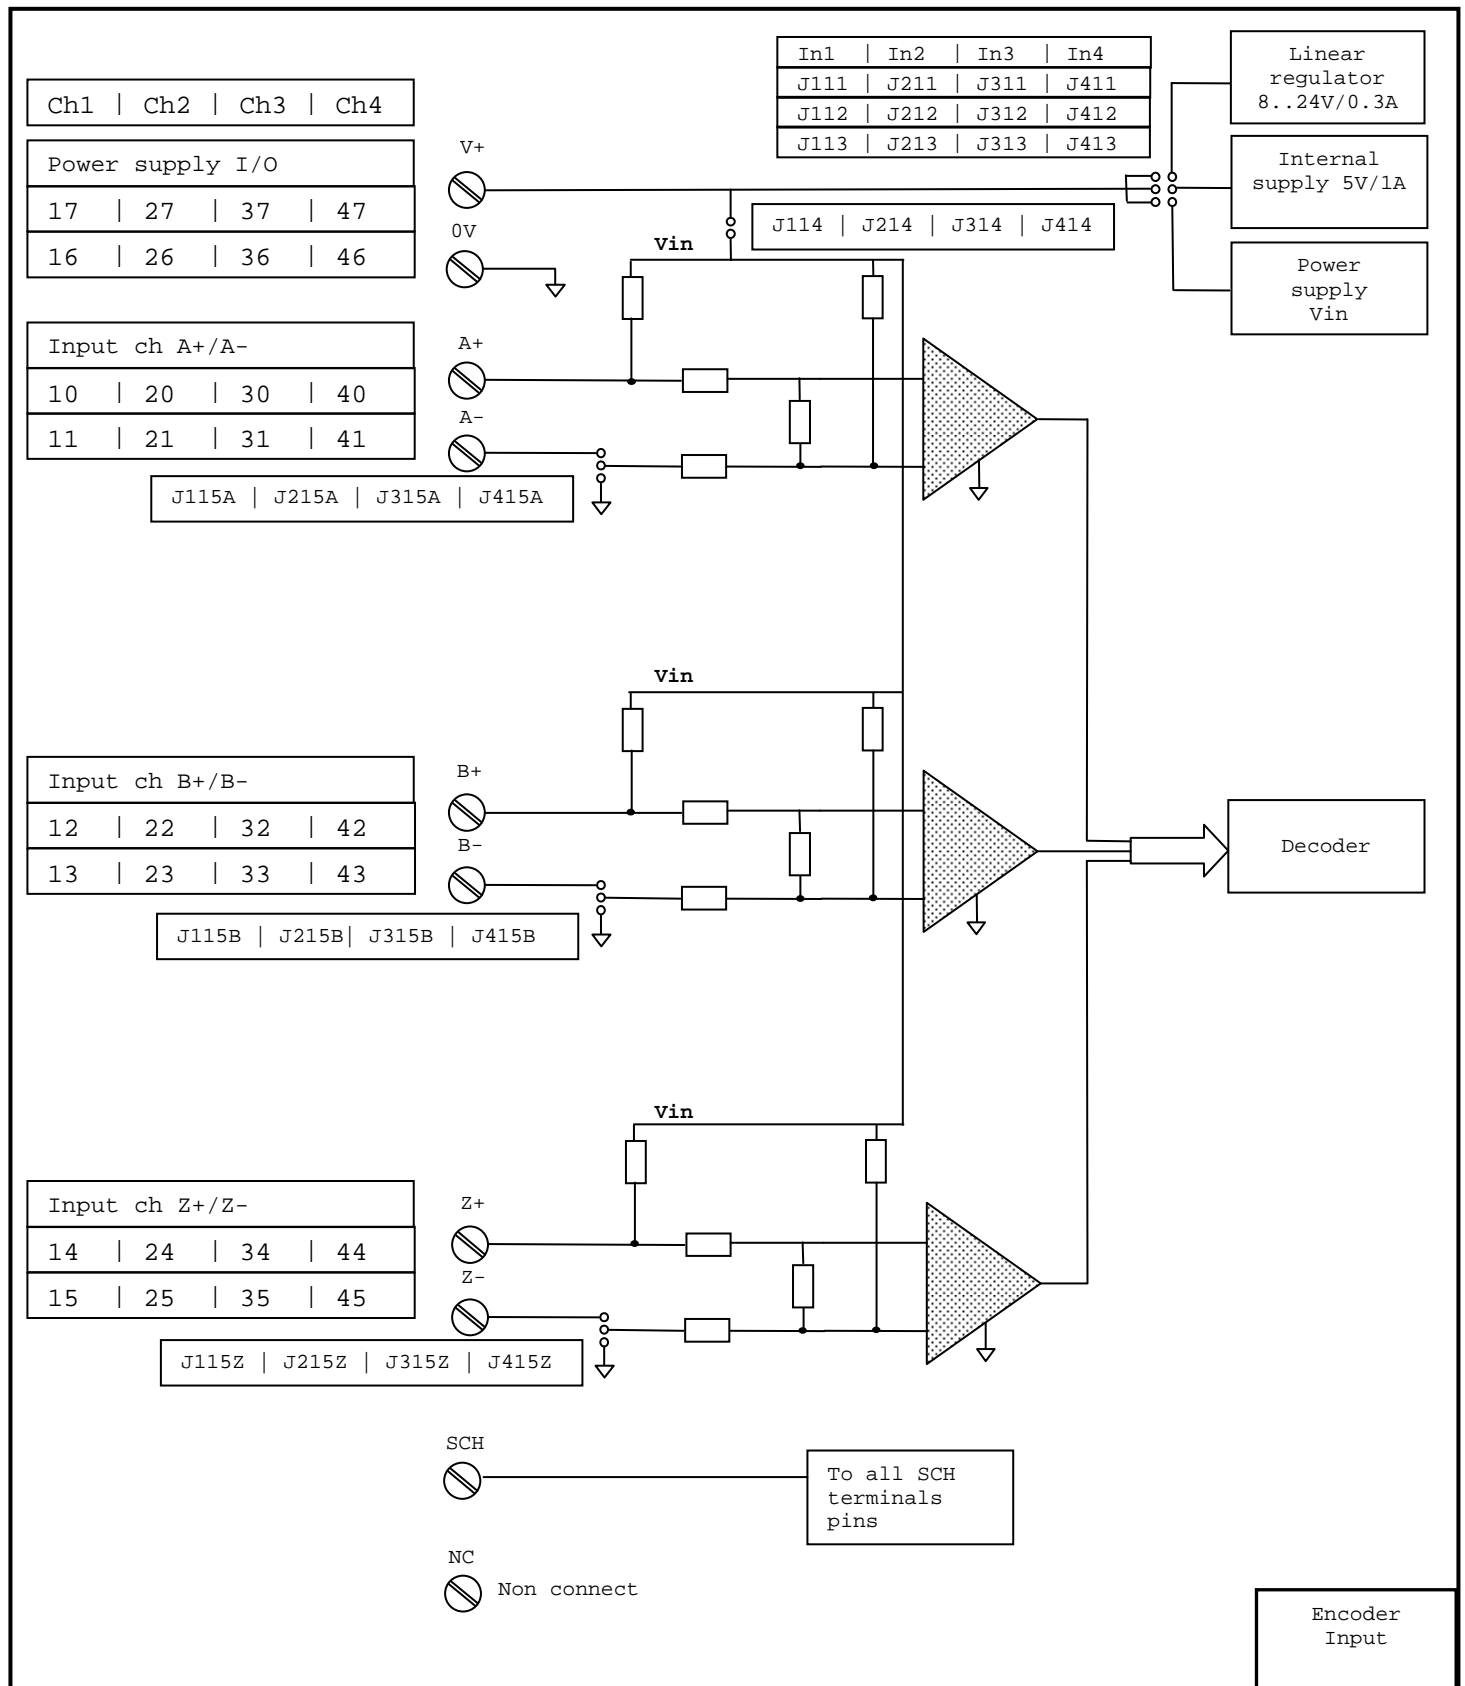 In1 | In2 | In3 | In4
J111 | J211 | J311 | J411
J112 | J212 | J312 | J412
J113 | J213 | J313 | J413
Linear
regulator
8..24V/0.3A
Ch1 | Ch2 | Ch3 | Ch4
Power supply I/O
17 | 27 | 37 | 47
16 | 26 | 36 | 46
V+
0V
Internal
supply 5V/1A
J114 | J214 | J314 | J414
Vin
Power
supply
Vin
Input ch A+/A-
10 | 20 | 30 | 40
11 | 21 | 31 | 41
A+
A-
J115A | J215A | J315A | J415A
Vin
Input ch B+/B-
12 | 22 | 32 | 42
13 | 23 | 33 | 43
B+
B-
Decoder
J115B | J215B| J315B | J415B
Vin
Input ch Z+/Z-
14 | 24 | 34 | 44
15 | 25 | 35 | 45
Z+
Z-
J115Z | J215Z | J315Z | J415Z
SCH
To all SCH
terminals
pins
NC
Non connect
Encoder
Input